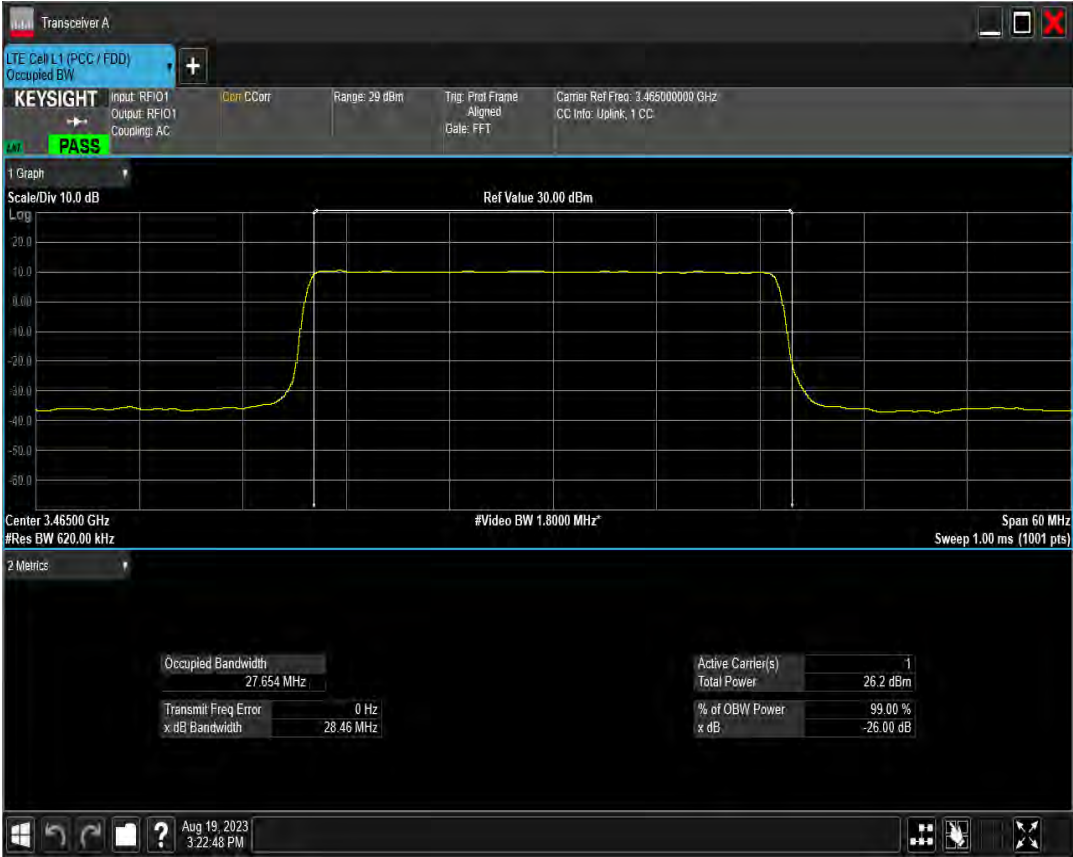 Transceiver A
LTE Cell L1 (PCC / FDD)
Occupied BW
+
KEYSIGHT
Input: RFIO1
Output: RFIO1
Coupling: AC
Corr CCorr
Range: 29 dBm
Trig: Prot Frame
Aligned
Gate: FFT
Carrier Ref Freq: 3.465000000 GHz
CC Info: Uplink, 1 CC
PASS
1 Graph
Scale/Div 10.0 dB
Ref Value 30.00 dBm
Log
20.0
10.0
0.00
-10.0
-20.0
-30.0
-40.0
-50.0
-60.0
Center 3.46500 GHz
#Video BW 1.8000 MHz*
Span 60 MHz
#Res BW 620.00 kHz
Sweep 1.00 ms (1001 pts)
2 Metrics
Occupied Bandwidth
27.654 MHz
Transmit Freq Error 0 Hz
x dB Bandwidth 28.46 MHz
Active Carrier(s) 1
Total Power 26.2 dBm
% of OBW Power 99.00 %
x dB -26.00 dB
?
Aug 19, 2023
3:22:48 PM